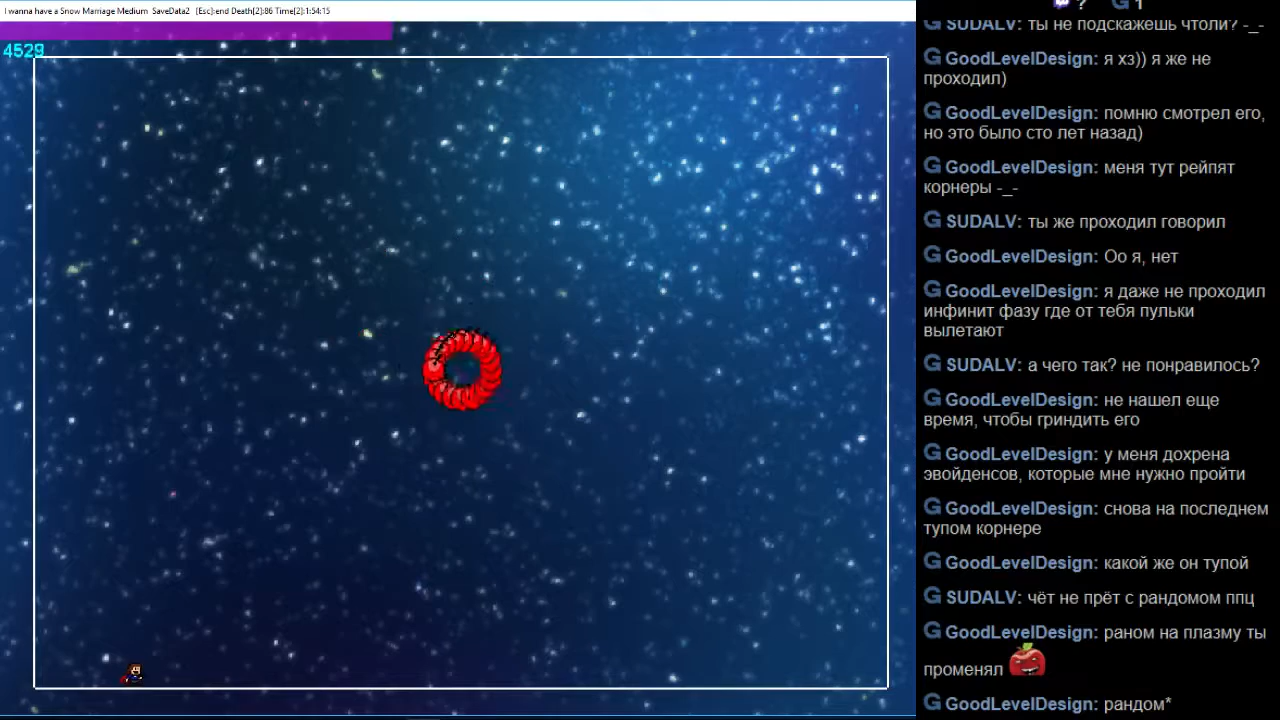 I wanna have a Snow Marriage Medium SaveData2 [Esc]:end Death[2]:86 Time[2]:1:54:15
4529
? 1
SUDALV: ты не подскажешь чтоли? -_-
GoodLevelDesign: я хз)) я же не
проходил)
GoodLevelDesign: помню смотрел его,
но это было сто лет назад)
GoodLevelDesign: меня тут рейпят
корнеры -_-
SUDALV: ты же проходил говорил
GoodLevelDesign: Оо я, нет
GoodLevelDesign: я даже не проходил
инфинит фазу где от тебя пульки
вылетают
SUDALV: а чего так? не понравилось?
GoodLevelDesign: не нашел еще
время, чтобы гриндить его
GoodLevelDesign: у меня дохрена
эвойденсов, которые мне нужно пройти
GoodLevelDesign: снова на последнем
тупом корнере
GoodLevelDesign: какой же он тупой
SUDALV: чёт не прёт с рандомом ппц
GoodLevelDesign: раном на плазму ты
променял
GoodLevelDesign: рандом*